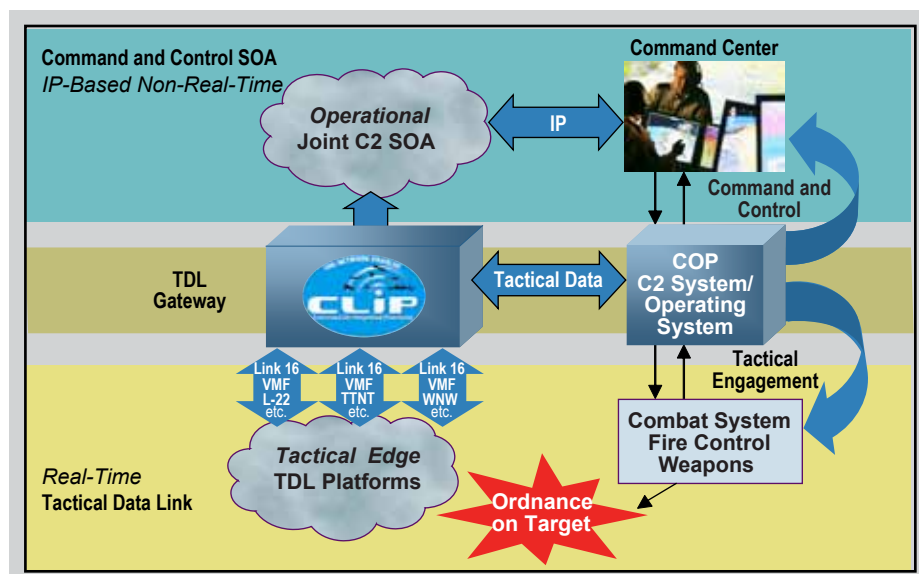 Command and Control SOA
IP-Based Non-Real-Time
Operational
Joint C2 SOA
IP
Command Center
Command and
Control
TDL
Gateway
CLiP
Tactical Data
COP
C2 System/
Operating
System
Link 16
VMF
L-22
etc.
Link 16
VMF
TTNT
etc.
Link 16
VMF
WNW
etc.
Tactical
Engagement
Tactical Edge
TDL Platforms
Combat System
Fire Control
Weapons
Real-Time
Tactical Data Link
Ordnance
on Target